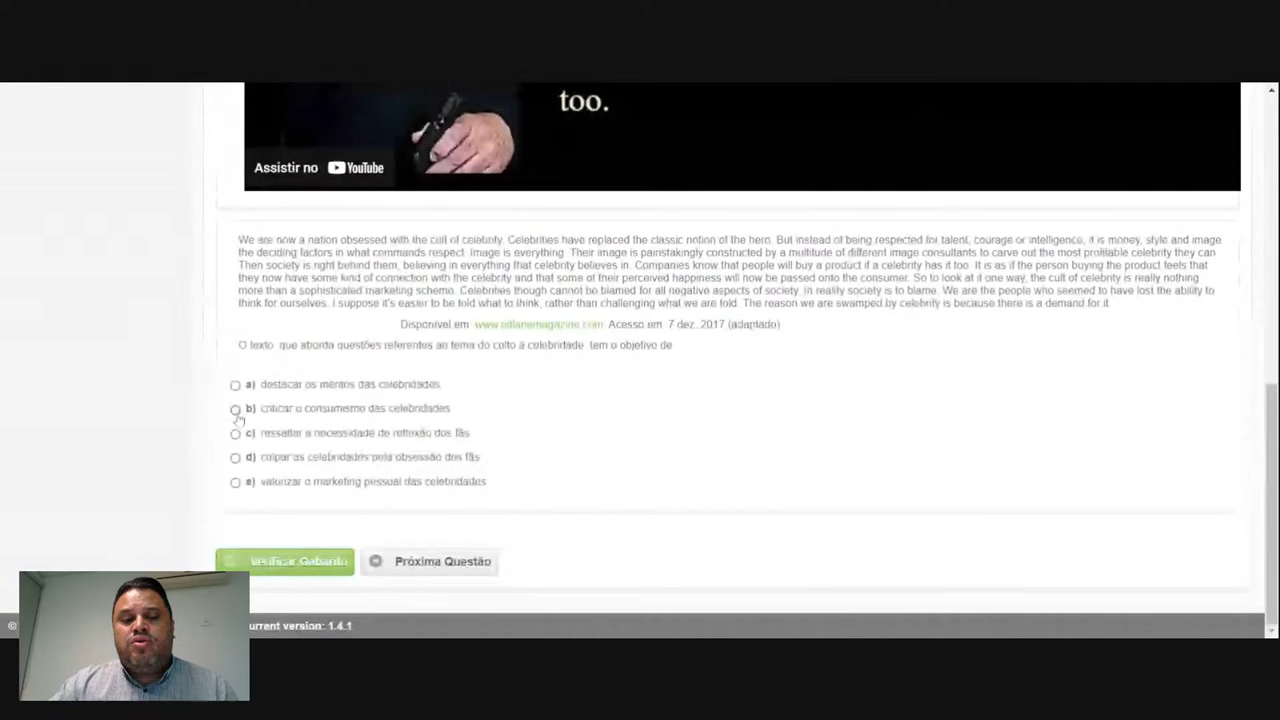 too.
Assistir no YouTube
We are now a nation obsessed with the cult of celebrity. Celebrities have replaced the classic notion of the hero. But instead of being respected for talent, courage or intelligence, it is money, style and image
the deciding factors in what commands respect. Image is everything. Their image is painstakingly constructed by a multitude of different image consultants to carve out the most profitable celebrity they can
Then society is right behind them, believing in everything that celebrity believes in. Companies know that people will buy a product if a celebrity has it too. It is as if the person buying the product feels that
they now have some kind of connection with the celebrity and that some of their perceived happiness will now be passed onto the consumer. So to look at it one way, the cult of celebrity is really nothing
more than a sophisticated marketing scheme. Celebrities though cannot be blamed for all negative aspects of society. In reality society is to blame. We are the people who seemed to have lost the ability to
think for ourselves. I suppose it's easier to be told what to think, rather than challenging what we are told. The reason we are swamped by celebrity is because there is a demand for it
Disponível em Acesso em 7 dez. 2017 (adaptado)
O texto que aborda questões referentes ao tema do culto à celebridade tem o objetivo de
a) destacar os méritos das celebridades.
b) criticar o consumismo das celebridades
c) ressaltar a necessidade de reflexão dos fãs
d) culpar as celebridades pela obsessão dos fãs
e) valorizar o marketing pessoal das celebridades
Verificar Gabarito Próxima Questão
© urrent version: 1.4.1